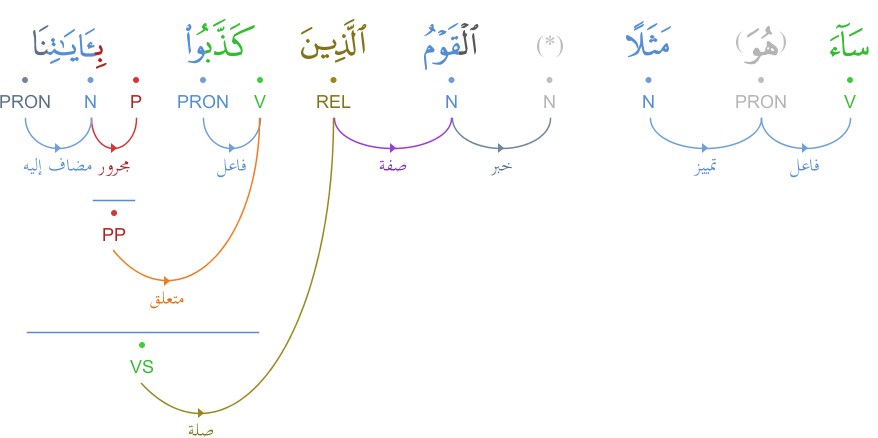 سَآءَ (هُوَ) مَثَلًا (*) ٱلْقَوْمُ ٱلَّذِينَ كَذَّبُوا۟ بِـَٔايَـٰتِنَا
V PRON N N N REL V PRON P N PRON
فاعل تمييز خبر صفة فاعل مجرور مضاف إليه
PP
متعلق
VS
صلة